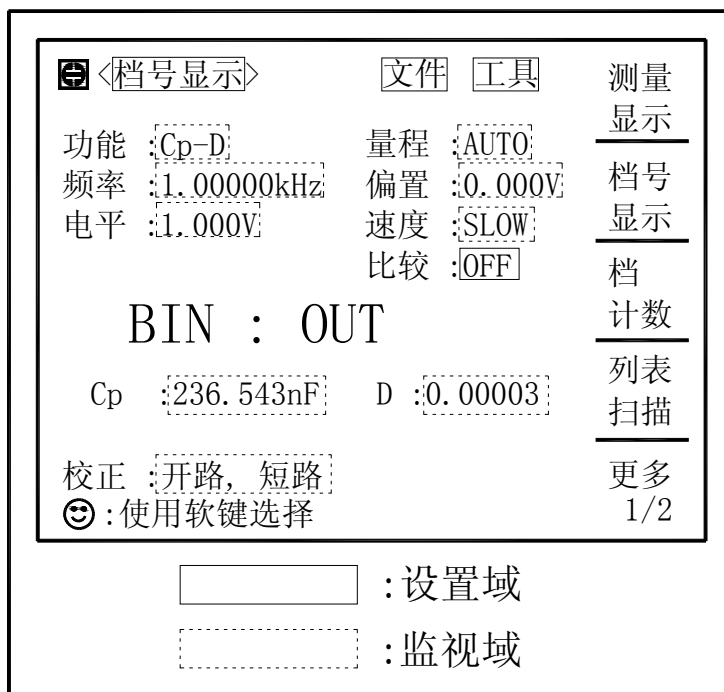 <档号显示> 文件 工具
功能 :Cp-D 量程 :AUTO
频率 :1.00000kHz 偏置 :0.000V
电平 :1.000V 速度 :SLOW
比较 :OFF
BIN : OUT
Cp :236.543nF D :0.00003
校正 :开路, 短路
:使用软键选择
测量
显示
档号
显示
档
计数
列表
扫描
更多
1/2
:设置域
:监视域